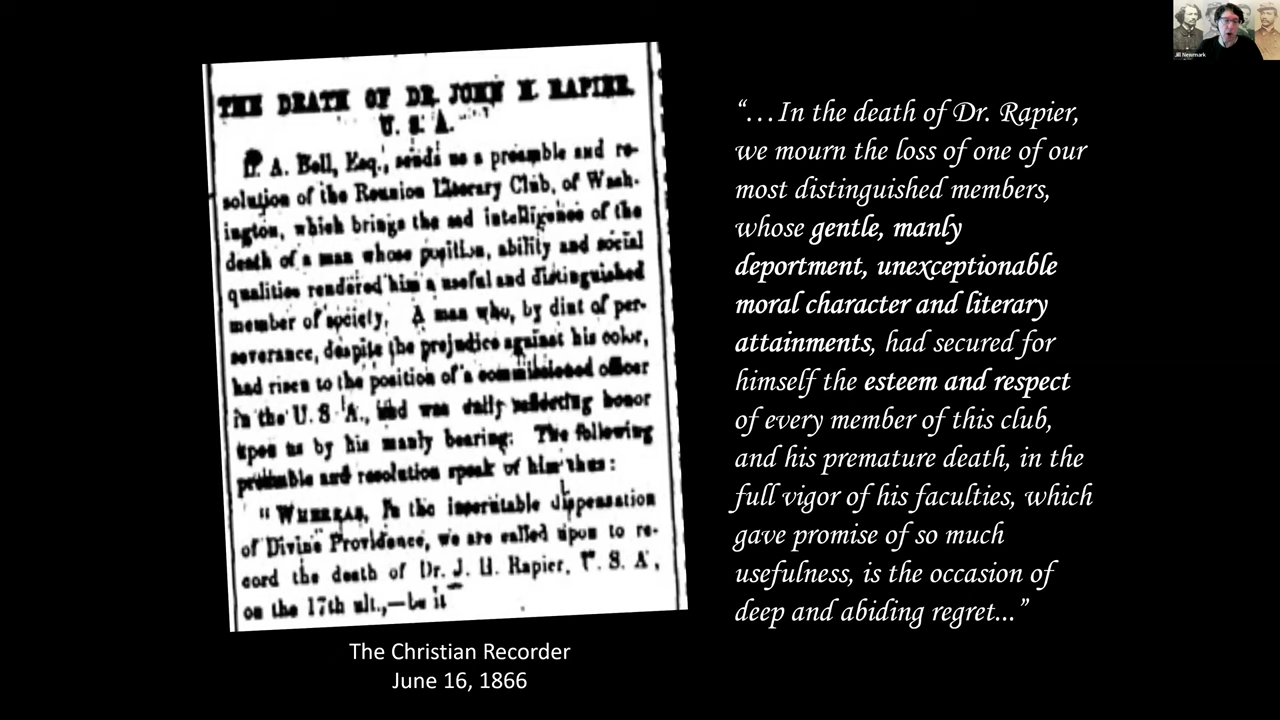 THE DEATH OF DR. JOHN H. RAPIER,
U. S. A.
D. A. Bell, Esq., sends us a preamble and re-
solution of the Reunion Literary Club, of Wash-
ington, which brings the sad intelligence of the
death of a man whose position, ability and social
qualities rendered him a useful and distinguished
member of society. A man who, by dint of per-
severance, despite the prejudice against his color,
had risen to the position of a commissioned officer
in the U. S. A., and was daily reflecting honor
upon us by his manly bearing: The following
preamble and resolution speak of him thus:
"WHEREAS, In the inscrutable dispensation
of Divine Providence, we are called upon to re-
cord the death of Dr. J. H. Rapier, U. S. A,
on the 17th ult.,—be it
The Christian Recorder
June 16, 1866
“…In the death of Dr. Rapier,
we mourn the loss of one of our
most distinguished members,
whose gentle, manly
deportment, unexceptionable
moral character and literary
attainments, had secured for
himself the esteem and respect
of every member of this club,
and his premature death, in the
full vigor of his faculties, which
gave promise of so much
usefulness, is the occasion of
deep and abiding regret...”
Jill Newmark